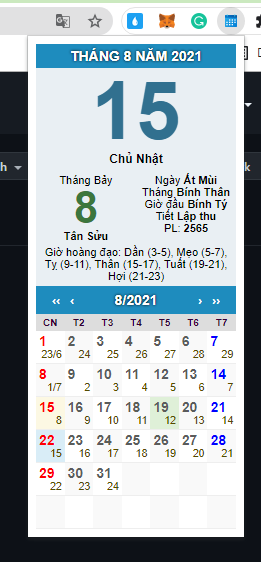 THÁNG 8 NĂM 2021
15
Chủ Nhật
Tháng Bảy
8
Tân Sửu
Ngày Ất Mùi
Tháng Bính Thân
Giờ đầu Bính Tý
Tiết Lập thu
PL: 2565
Giờ hoàng đạo: Dần (3-5), Mẹo (5-7),
Tỵ (9-11), Thân (15-17), Tuất (19-21),
Hợi (21-23)
‹‹ ‹ 8/2021 › ››
CN T2 T3 T4 T5 T6 T7
1 2 3 4 5 6 7
23/6 24 25 26 27 28 29
8 9 10 11 12 13 14
1/7 2 3 4 5 6 7
15 16 17 18 19 20 21
8 9 10 11 12 13 14
22 23 24 25 26 27 28
15 16 17 18 19 20 21
29 30 31
22 23 24
h
k